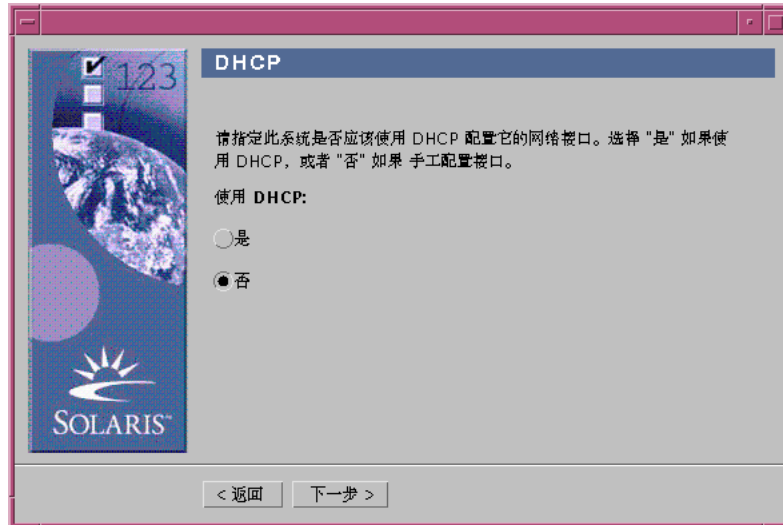 123
DHCP
请指定此系统是否应该使用 DHCP 配置它的网络接口。选择 "是" 如果使
用 DHCP，或者 "否" 如果 手工配置接口。
使用 DHCP:
是
否
SOLARIS™
< 返回
下一步 >